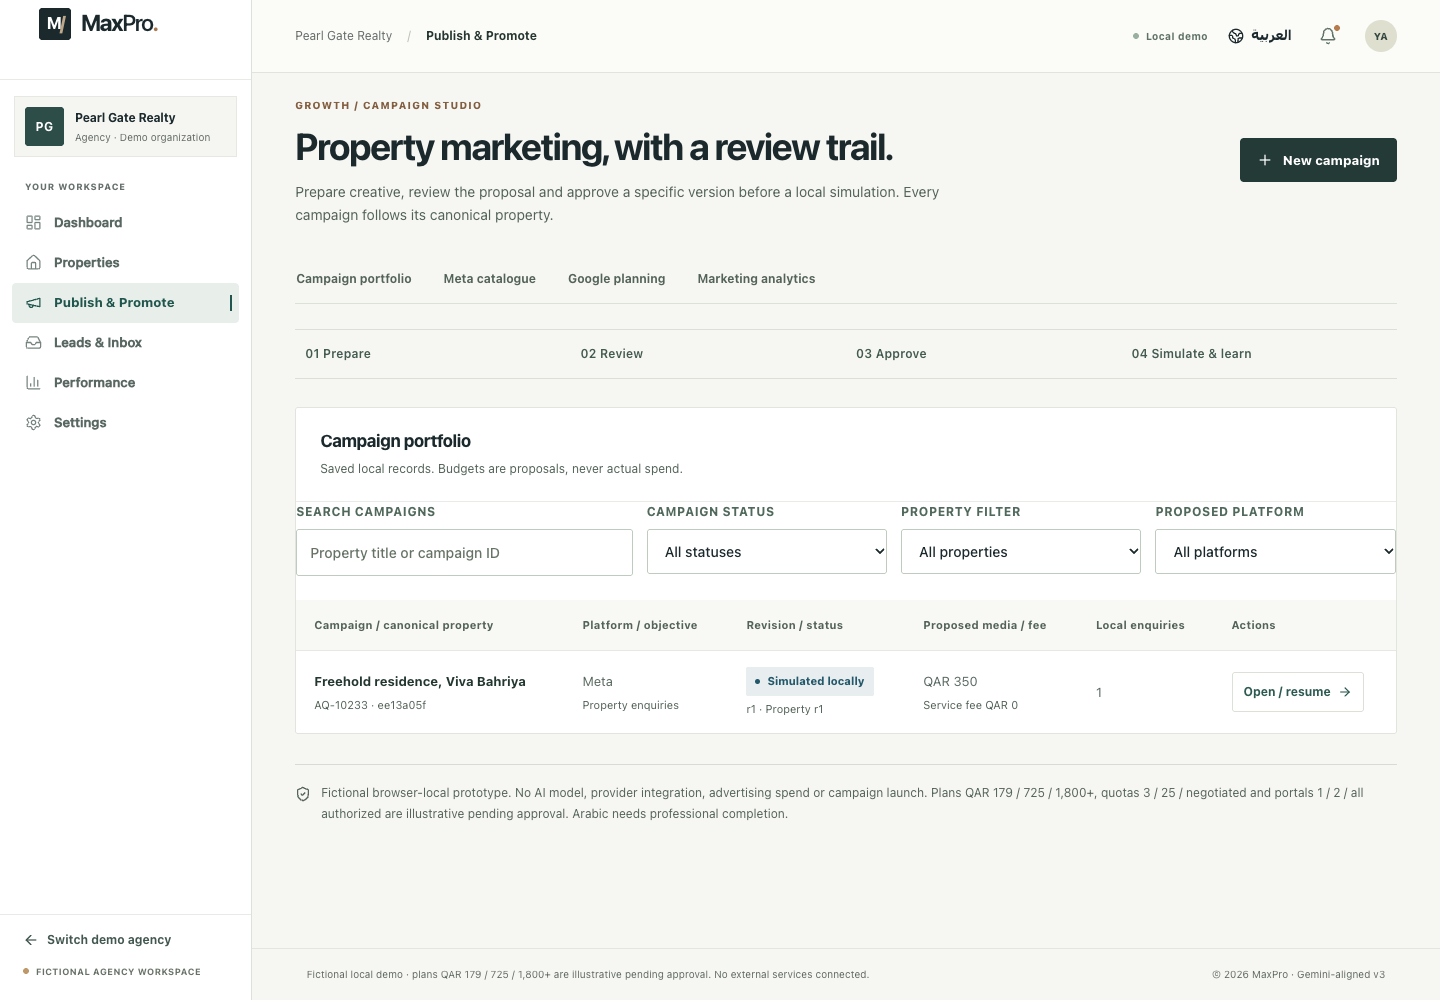 M/ MaxPro.
Pearl Gate Realty / Publish & Promote
Local demo
العربية
YA
PG
Pearl Gate Realty
Agency · Demo organization
YOUR WORKSPACE
Dashboard
Properties
Publish & Promote
Leads & Inbox
Performance
Settings
Switch demo agency
FICTIONAL AGENCY WORKSPACE
GROWTH / CAMPAIGN STUDIO
Property marketing, with a review trail.
Prepare creative, review the proposal and approve a specific version before a local simulation. Every
campaign follows its canonical property.
New campaign
Campaign portfolio Meta catalogue Google planning Marketing analytics
01 Prepare 02 Review 03 Approve 04 Simulate & learn
Campaign portfolio
Saved local records. Budgets are proposals, never actual spend.
SEARCH CAMPAIGNS CAMPAIGN STATUS PROPERTY FILTER PROPOSED PLATFORM
Property title or campaign ID All statuses All properties All platforms
Campaign / canonical property Platform / objective Revision / status Proposed media / fee Local enquiries Actions
Freehold residence, Viva Bahriya Meta Simulated locally QAR 350 1 Open / resume
AQ-10233 · ee13a05f Property enquiries r1 · Property r1 Service fee QAR 0
Fictional browser-local prototype. No AI model, provider integration, advertising spend or campaign launch. Plans QAR 179 / 725 / 1,800+, quotas 3 / 25 / negotiated and portals 1 / 2 / all
authorized are illustrative pending approval. Arabic needs professional completion.
Fictional local demo · plans QAR 179 / 725 / 1,800+ are illustrative pending approval. No external services connected.
© 2026 MaxPro · Gemini-aligned v3